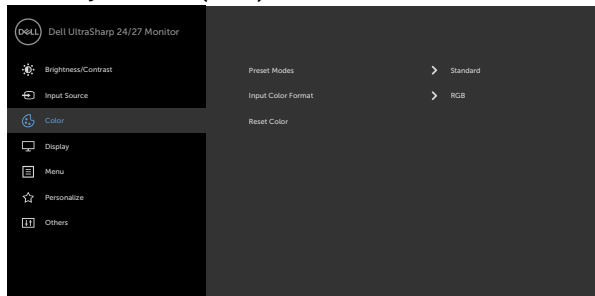 DELL Dell UltraSharp 24/27 Monitor
Brightness/Contrast Preset Modes Standard
Input Source Input Color Format RGB
Color Reset Color
Display
Menu
Personalize
Others